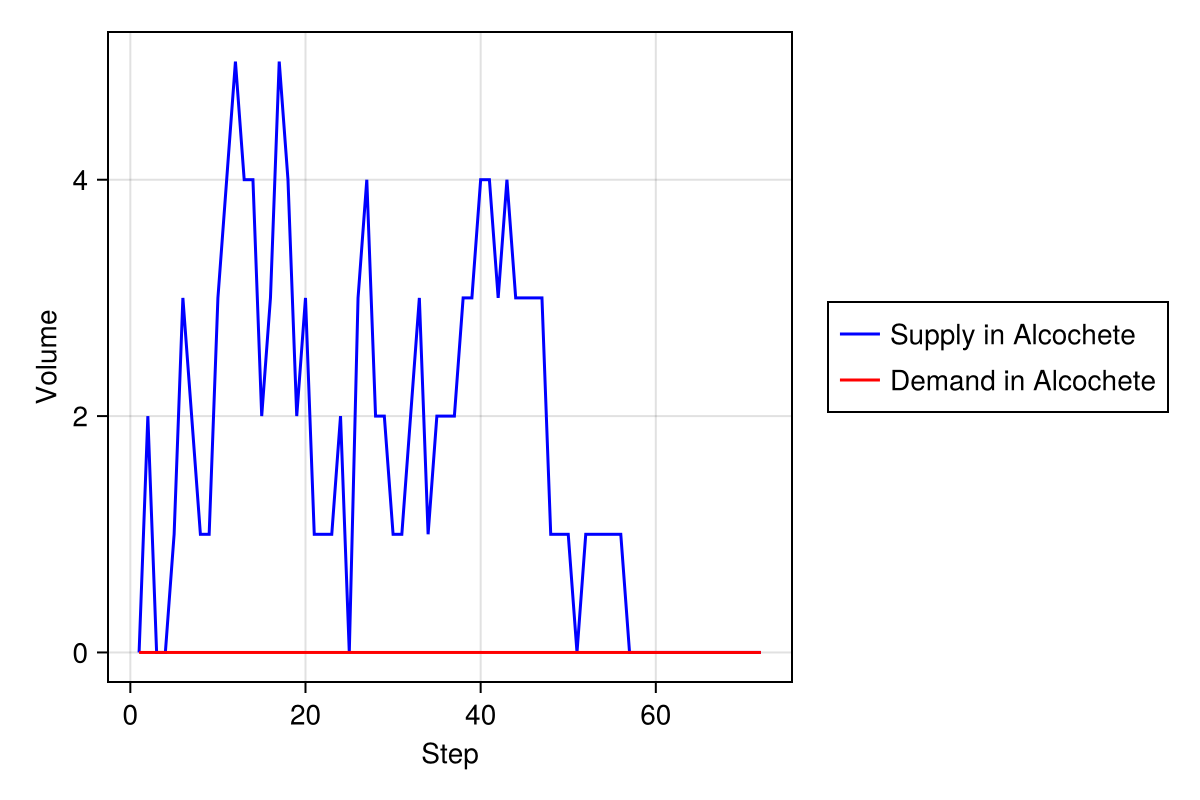 4
2
0
Volume
0 20 40 60
Step
Supply in Alcochete
Demand in Alcochete